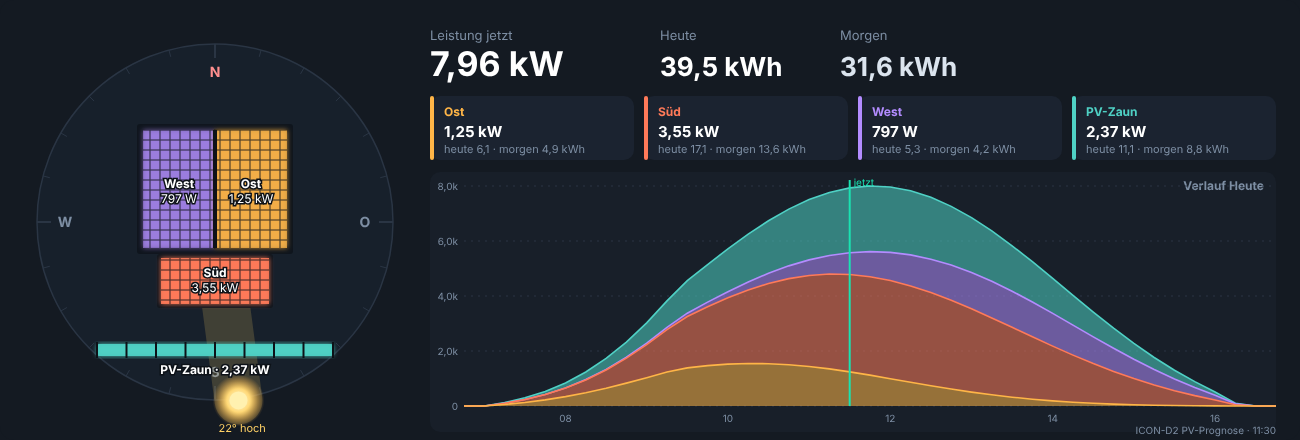 N
W
O
West
797 W
Ost
1,25 kW
Süd
3,55 kW
PV-Zaun · 2,37 kW
S
22° hoch
Leistung jetzt
7,96 kW
Heute
39,5 kWh
Morgen
31,6 kWh
Ost
1,25 kW
heute 6,1 · morgen 4,9 kWh
Süd
3,55 kW
heute 17,1 · morgen 13,6 kWh
West
797 W
heute 5,3 · morgen 4,2 kWh
PV-Zaun
2,37 kW
heute 11,1 · morgen 8,8 kWh
Verlauf Heute
jetzt
8,0k
6,0k
4,0k
2,0k
0
08
10
12
14
16
ICON-D2 PV-Prognose · 11:30